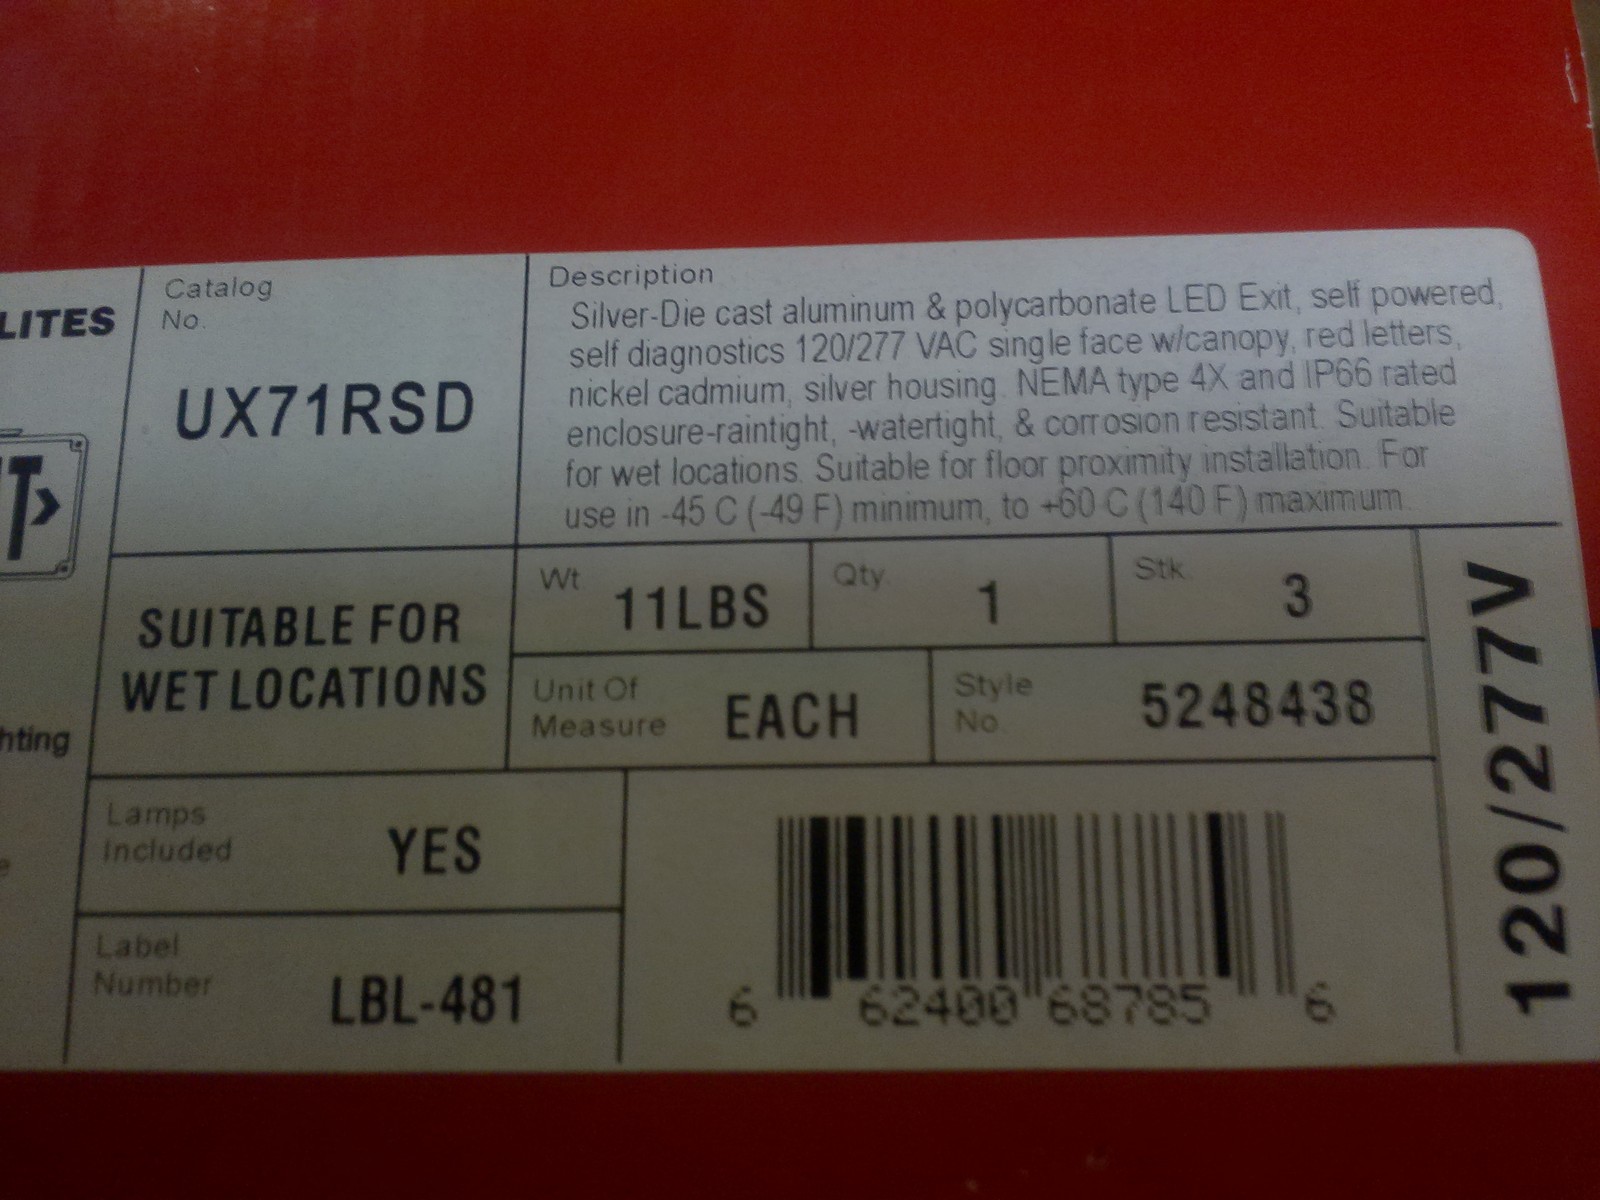 LITES
Catalog
No.
UX71RSD
Description
Silver-Die cast aluminum & polycarbonate LED Exit, self powered,
self diagnostics 120/277 VAC single face w/canopy, red letters,
nickel cadmium, silver housing. NEMA type 4X and IP66 rated
enclosure-raintight, -watertight, & corrosion resistant. Suitable
for wet locations. Suitable for floor proximity installation. For
use in -45 C (-49 F) minimum, to +60 C (140 F) maximum.
SUITABLE FOR
WET LOCATIONS
Wt. 11LBS
Qty. 1
Stk. 3
Unit Of
Measure EACH
Style
No. 5248438
hting
Lamps
Included YES
Label
Number LBL-481
6 62400 68785 6
120/277V